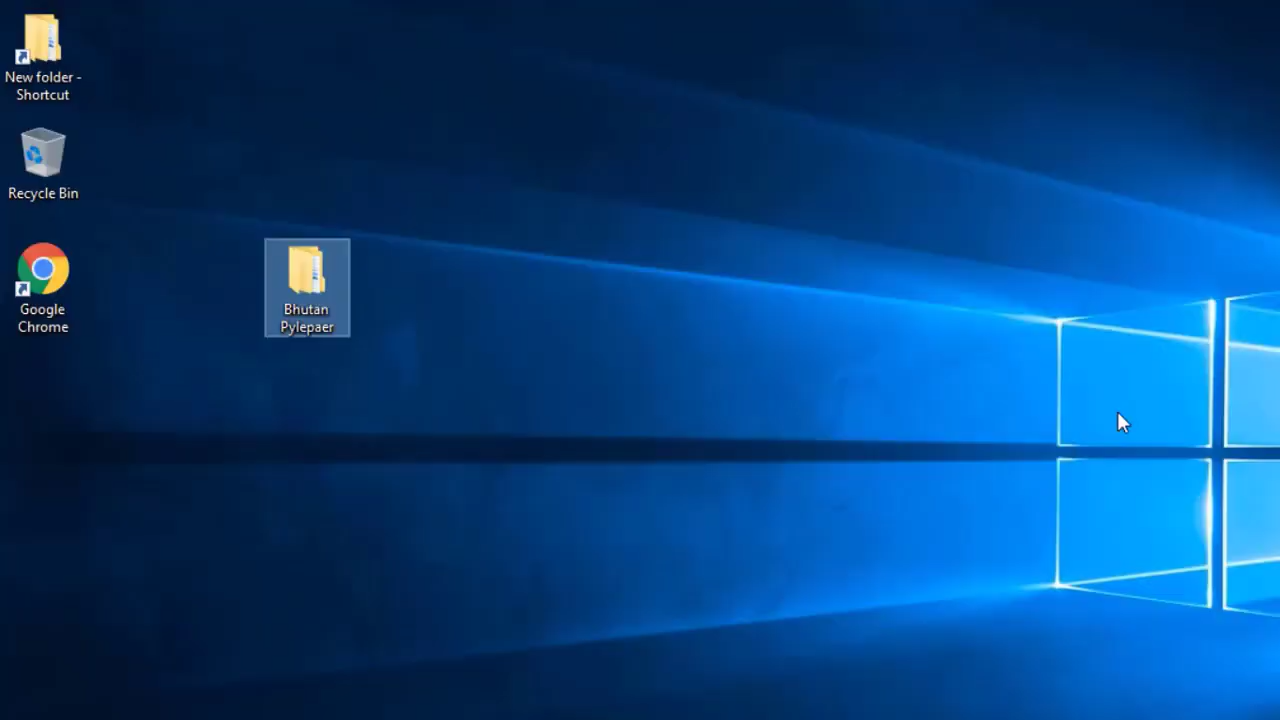 New folder -
Shortcut
Recycle Bin
Google
Chrome
Bhutan
Pylepaer